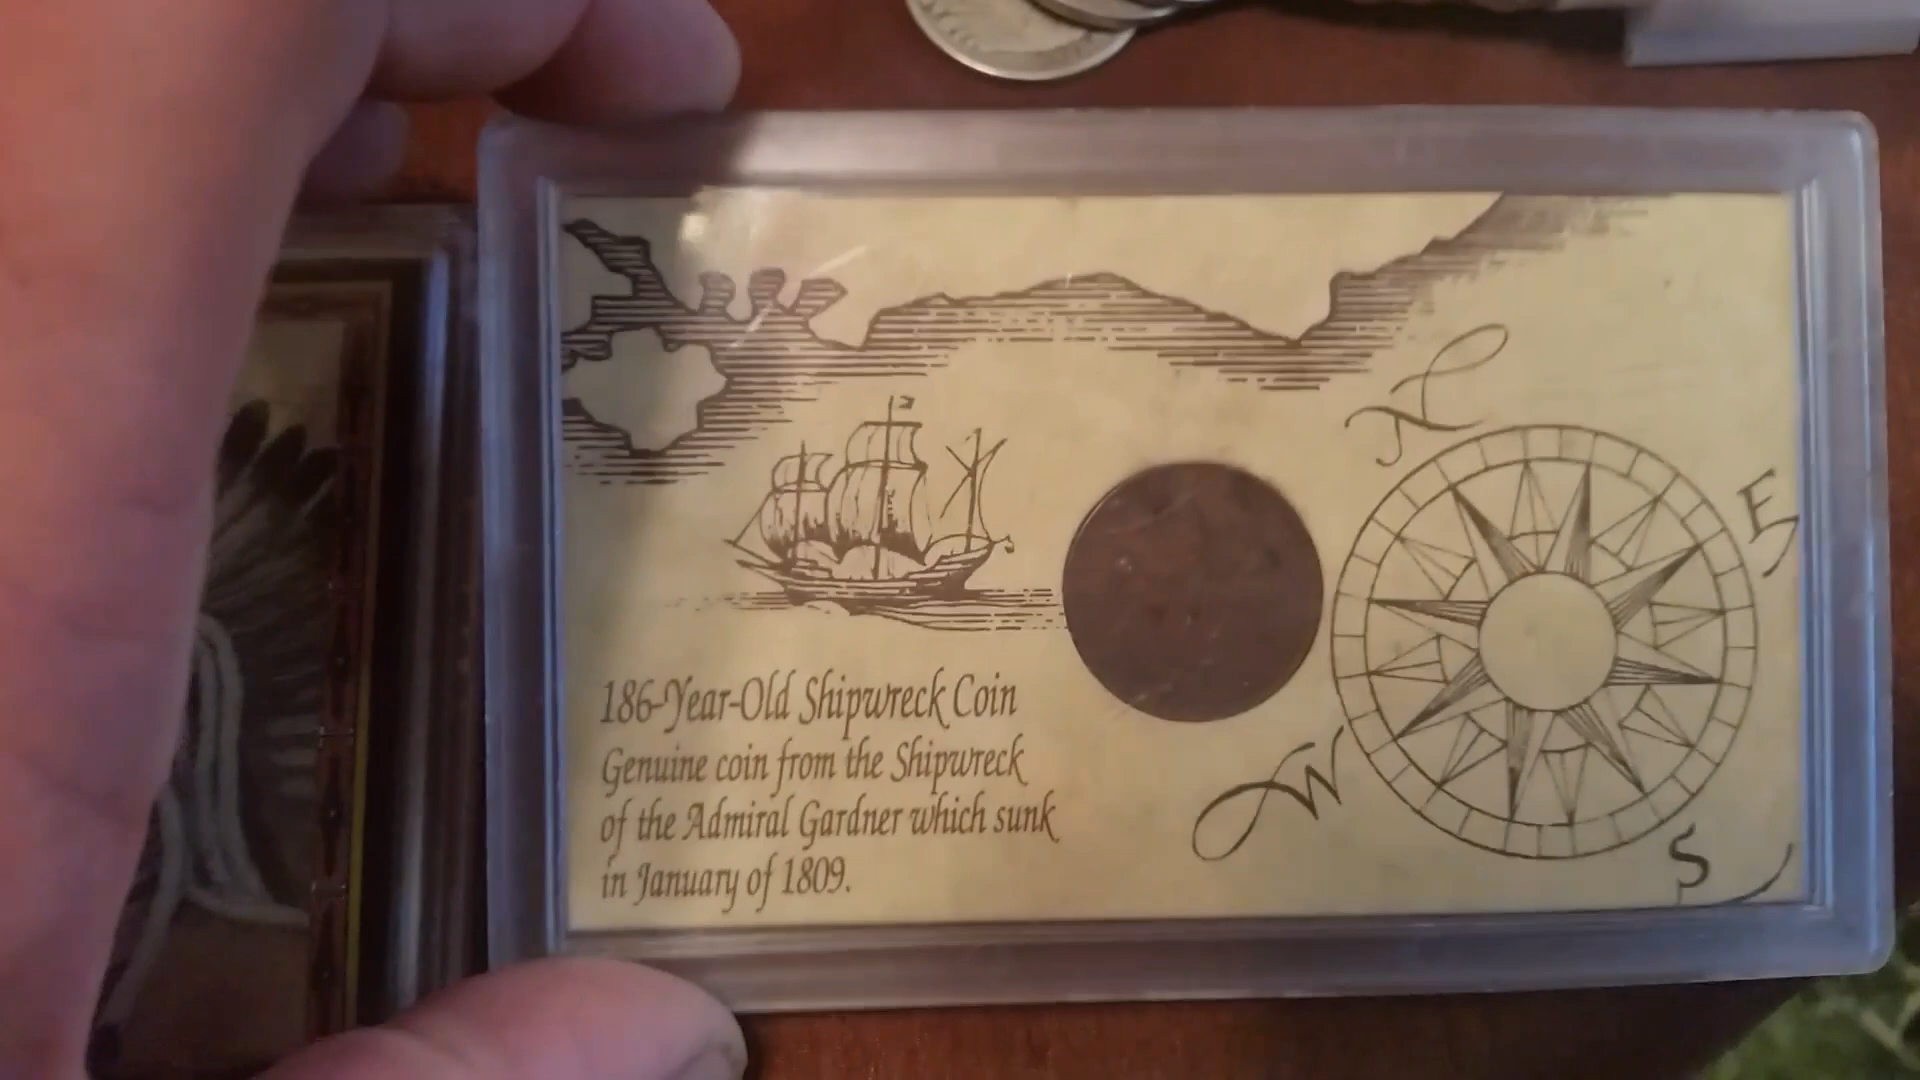 N
E
W
S
186-Year-Old Shipwreck Coin
Genuine coin from the Shipwreck
of the Admiral Gardner which sunk
in January of 1809.